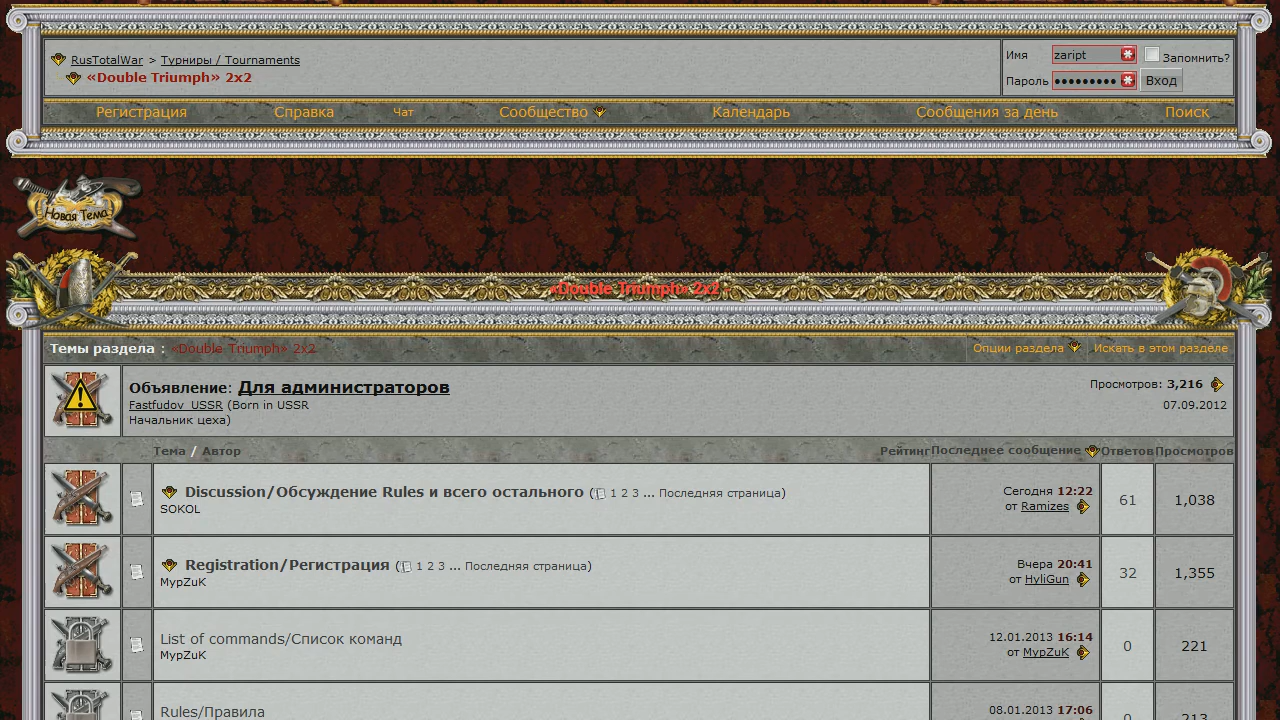 RusTotalWar > Турниры / Tournaments
«Double Triumph» 2x2
Имя zaript Запомнить?
Пароль ●●●●●●●●● Вход
Регистрация Справка Чат Сообщество Календарь Сообщения за день Поиск
Новая Тема
«Double Triumph» 2x2 -
Темы раздела : «Double Triumph» 2x2 Опции раздела Искать в этом разделе
Объявление: Для администраторов Просмотров: 3,216
Fastfudov_USSR (Born in USSR 07.09.2012
Начальник цеха)
Тема / Автор Рейтинг Последнее сообщение Ответов Просмотров
Discussion/Обсуждение Rules и всего остального ( 1 2 3 ... Последняя страница)
SOKOL
Сегодня 12:22
от Ramizes
61 1,038
Registration/Регистрация ( 1 2 3 ... Последняя страница)
MypZuK
Вчера 20:41
от HyliGun
32 1,355
List of commands/Список команд
MypZuK
12.01.2013 16:14
от MypZuK
0 221
Rules/Правила
08.01.2013 17:06
0 213